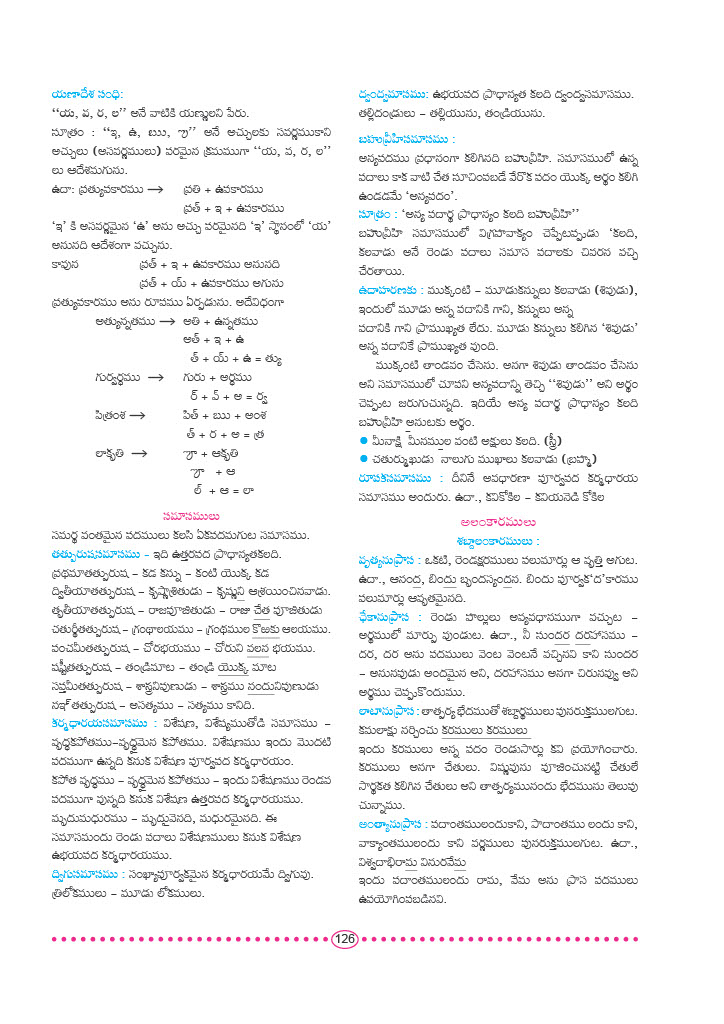 యణాదేశ సంధి:
‘‘య, వ, ర, ల’’ అనే వాటికి యణ్ణులని పేరు.
సూత్రం : ‘‘ఇ, ఉ, ఋ, ఌ’’ అనే అచ్చులకు సవర్ణముకాని
అచ్చులు (అసవర్ణములు) పరమైన క్రమముగా ‘‘య, వ, ర, ల’’
లు ఆదేశమగును.
ఉదా: ప్రత్యుపకారము → ప్రతి + ఉపకారము
ప్రత్ + ఇ + ఉపకారము
‘ఇ’ కి అసవర్ణమైన ‘ఉ’ అను అచ్చు పరమైనది ‘ఇ’ స్థానంలో ‘య’
అనునది ఆదేశంగా వచ్చును.
కావున ప్రత్ + ఇ + ఉపకారము అనునది
ప్రత్ + య్ + ఉపకారము అగును
ప్రత్యుపకారము అను రూపము ఏర్పడును. అదేవిధంగా
అత్యున్నతము → అతి + ఉన్నతము
అత్ + ఇ + ఉ
త్ + య్ + ఉ = త్యు
గుర్వర్థము → గురు + అర్థము
ర్ + వ్ + అ = ర్వ
పిత్రంశ → పిత్ + ఋ + అంశ
త్ + ర + అ = త్ర
లాకృతి → ఌ + ఆకృతి
ఌ + ఆ
ల్ + ఆ = లా
సమాసములు
సమర్థ వంతమైన పదములు కలసి ఏకపదమగుట సమాసము.
తత్పురుషసమాసము - ఇది ఉత్తరపద ప్రాధాన్యతకలది.
ప్రథమాతత్పురుష – కడ కన్ను – కంటి యొక్క కడ
ద్వితీయాతత్పురుష – కృష్ణాశ్రితుడు – కృష్ణుని ఆశ్రయించినవాడు.
తృతీయాతత్పురుష – రాజపూజితుడు – రాజు చేత పూజితుడు
చతుర్థీతత్పురుష – గ్రంథాలయము – గ్రంథముల కొఱకు ఆలయము.
పంచమీతత్పురుష – చోరభయము – చోరుని వలన భయము.
షష్ఠీతత్పురుష – తండ్రిమాట – తండ్రి యొక్క మాట
సప్తమీతత్పురుష – శాస్త్రనిపుణుడు – శాస్త్రము నందునిపుణుడు
నఞ్ తత్పురుష – అసత్యము – సత్యము కానిది.
కర్మధారయసమాసము : విశేషణ, విశేష్యముతోడి సమాసము –
వృద్ధకపోతము–వృద్ధమైన కపోతము. విశేషణము ఇందు మొదటి
పదముగా ఉన్నది కనుక విశేషణ పూర్వపద కర్మధారయం.
కపోత వృద్ధము – వృద్ధమైన కపోతము – ఇందు విశేషణము రెండవ
పదముగా వున్నది కనుక విశేషణ ఉత్తరపద కర్మధారయము.
మృదుమధురము – మృదువైనది, మధురమైనది. ఈ
సమాసమందు రెండు పదాలు విశేషణములు కనుక విశేషణ
ఉభయపద కర్మధారయము.
ద్విగుసమాసము : సంఖ్యాపూర్వకమైన కర్మధారయమే ద్విగువు.
త్రిలోకములు – మూడు లోకములు.
ద్వంద్వమాసము: ఉభయపద ప్రాధాన్యత కలది ద్వంద్వసమాసము.
తల్లిదండ్రులు – తల్లియును, తండ్రియును.
బహువ్రీహిసమాసము :
అన్యపదము ప్రధానంగా కలిగినది బహువ్రీహి. సమాసములో ఉన్న
పదాలు కాక వాటి చేత సూచింపబడే వేరొక పదం యొక్క అర్థం కలిగి
ఉండడమే ‘అన్యపదం’.
సూత్రం : ‘అన్య పదార్థ ప్రాధాన్యం కలది బహువ్రీహి’’
బహువ్రీహి సమాసములో విగ్రహవాక్యం చెప్పేటప్పుడు ‘కలది,
కలవాడు అనే రెండు పదాలు సమాస పదాలకు చివరన వచ్చి
చేరతాయి.
ఉదాహరణకు : ముక్కంటి – మూడుకన్నులు కలవాడు (శివుడు),
ఇందులో మూడు అన్న పదానికి గాని, కన్నులు అన్న
పదానికి గాని ప్రాముఖ్యత లేదు. మూడు కన్నులు కలిగిన ‘శివుడు’
అన్న పదానికే ప్రాముఖ్యత వుంది.
ముక్కంటి తాండవం చేసెను. అనగా శివుడు తాండవం చేసెను
అని సమాసములో చూపని అన్యపదాన్ని తెచ్చి ‘‘శివుడు’’ అని అర్థం
చెప్పుట జరుగుచున్నది. ఇదియే అన్య పదార్థ ప్రాధాన్యం కలది
బహువ్రీహి అనుటకు అర్థం.
● మీనాక్షి మీనముల వంటి అక్షులు కలది. (స్త్రీ)
● చతుర్ముఖుడు నాలుగు ముఖాలు కలవాడు (బ్రహ్మ)
రూపకసమాసము : దీనినే అవధారణా పూర్వపద కర్మధారయ
సమాసము అందురు. ఉదా., కవికోకిల – కవియనెడి కోకిల
అలంకారములు
శబ్దాలంకారములు :
వృత్యనుప్రాస : ఒకటి, రెండక్షరములు పలుమార్లు ఆ వృత్తి అగుట.
ఉదా., ఆనంద, బిందు బృందస్యందన. బిందు పూర్వక‘ద’కారము
పలుమార్లు ఆవృతమైనది.
ఛేకానుప్రాస : రెండు హల్లులు అవ్యవధానముగా వచ్చుట –
అర్థములో మార్పు వుండుట. ఉదా., నీ సుందర దరహాసము –
దర, దర అను పదములు వెంట వెంటనే వచ్చినవి కాని సుందర
– అనునపుడు అందమైన అని, దరహాసము అనగా చిరునవ్వు అని
అర్థము చెప్పుకొందుము.
లాటానుప్రాస : తాత్పర్య భేదముతో శబ్దార్థములు పునరుక్తములగుట.
కమలాక్షు నర్చించు కరములు కరములు
ఇందు కరములు అన్న పదం రెండుసార్లు కవి ప్రయోగించారు.
కరములు అనగా చేతులు. విష్ణువును పూజించునట్టి చేతులే
సార్థకత కలిగిన చేతులు అని తాత్పర్యమునందు భేదమును తెలుపు
చున్నాము.
అంత్యానుప్రాస : పదాంతములందుకాని, పాదాంతము లందు కాని,
వాక్యాంతములందు కాని వర్ణములు పునరుక్తములగుట. ఉదా.,
విశ్వదాభిరామ వినురవేమ
ఇందు పదాంతములందు రామ, వేమ అను ప్రాస పదములు
ఉపయోగింపబడినవి.
126